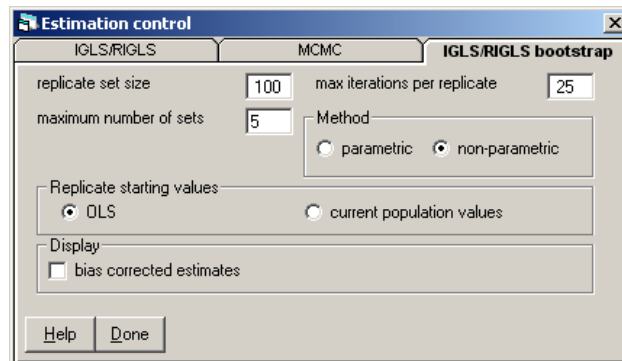 Estimation control
IGLS/RIGLS MCMC IGLS/RIGLS bootstrap
replicate set size 100 max iterations per replicate 25
maximum number of sets 5 Method
parametric non-parametric
Replicate starting values
OLS current population values
Display
bias corrected estimates
Help Done